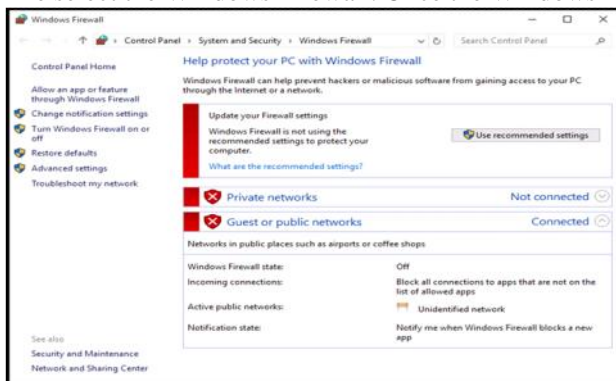 Windows Firewall
Control Panel › System and Security › Windows Firewall
Search Control Panel
Control Panel Home
Allow an app or feature
through Windows Firewall
Change notification settings
Turn Windows Firewall on or
off
Restore defaults
Advanced settings
Troubleshoot my network
See also
Security and Maintenance
Network and Sharing Center
Help protect your PC with Windows Firewall
Windows Firewall can help prevent hackers or malicious software from gaining access to your PC
through the Internet or a network.
Update your Firewall settings
Windows Firewall is not using the
recommended settings to protect your
computer.
What are the recommended settings?
Use recommended settings
Private networks Not connected
Guest or public networks Connected
Networks in public places such as airports or coffee shops
Windows Firewall state: Off
Incoming connections: Block all connections to apps that are not on the
list of allowed apps
Active public networks: Unidentified network
Notification state: Notify me when Windows Firewall blocks a new
app